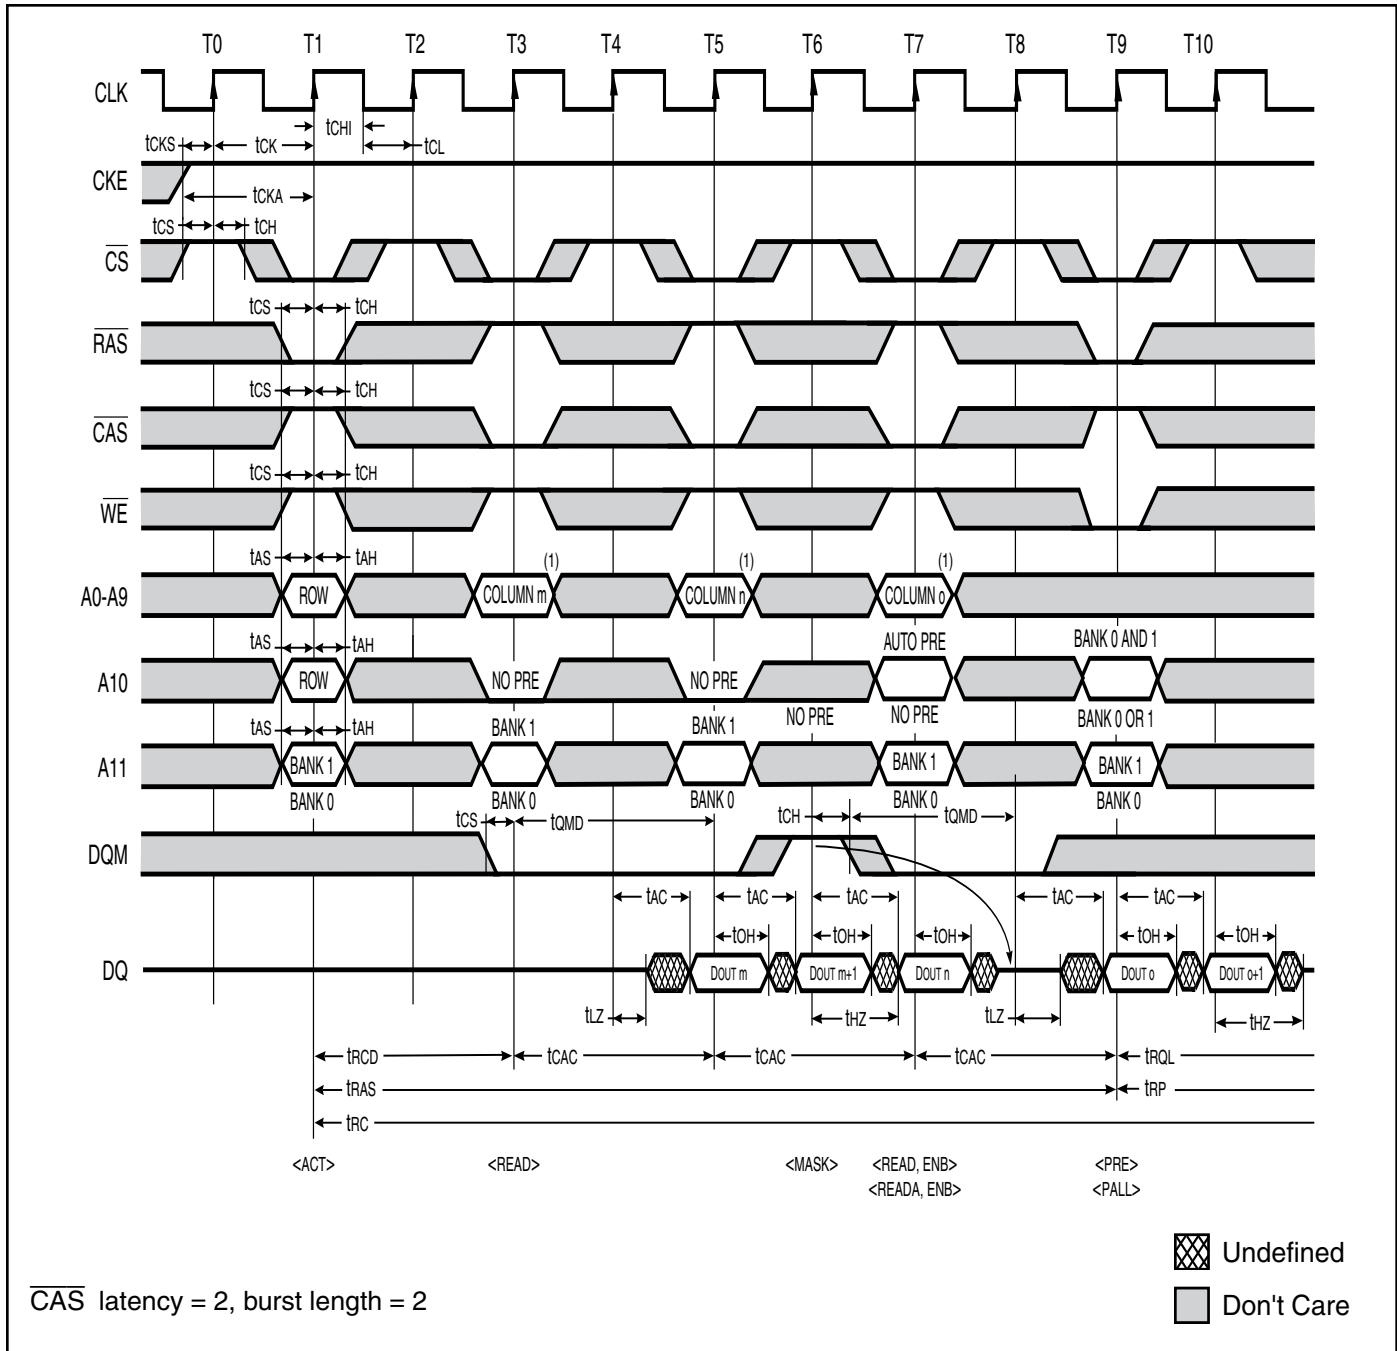 T0 T1 T2 T3 T4 T5 T6 T7 T8 T9 T10
CLK
tCHI
tCKS tCK tCL
CKE
tCKA
tCS tCH
CS
tCS tCH
RAS
tCS tCH
CAS
tCS tCH
WE
tAS tAH (1) (1) (1)
A0-A9 ROW COLUMN m COLUMN n COLUMN o
tAS tAH AUTO PRE BANK 0 AND 1
A10 ROW NO PRE NO PRE
tAS tAH BANK 1 BANK 1 NO PRE NO PRE BANK 0 OR 1
A11 BANK 1 BANK 1 BANK 1
BANK 0 BANK 0 BANK 0 BANK 0 BANK 0
tCS tQMD tCH tQMD
DQM
tAC tAC tAC tAC tAC
tOH tOH tOH tOH tOH
DQ DOUT m DOUT m+1 DOUT n DOUT o DOUT o+1
tLZ tHZ tLZ tHZ
tRCD tCAC tCAC tCAC tRQL
tRAS tRP
tRC
<ACT> <READ> <MASK> <READ, ENB> <PRE>
<READA, ENB> <PALL>
Undefined
CAS latency = 2, burst length = 2
Don't Care